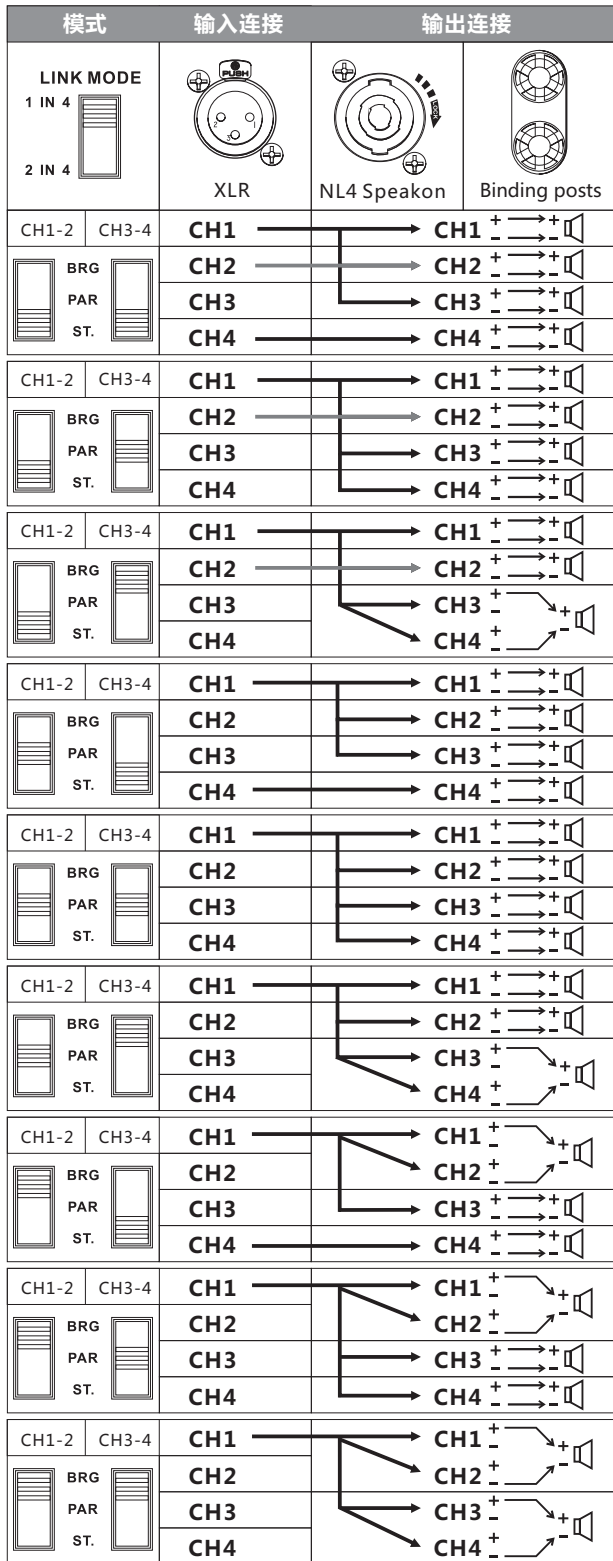 模式 输入连接 输出连接
LINK MODE
1 IN 4
2 IN 4
PUSH
2 1
3
XLR NL4 Speakon Binding posts
CH1-2 CH3-4 CH1 CH1 + + -  -
BRG CH2 CH2 + + - -
PAR CH3 CH3 + + - -
ST. CH4 CH4 + + - -
CH1-2 CH3-4 CH1 CH1 + + - -
BRG CH2 CH2 + + - -
PAR CH3 CH3 + + - -
ST. CH4 CH4 + + - -
CH1-2 CH3-4 CH1 CH1 + + - -
BRG CH2 CH2 + + - -
PAR CH3 CH3 + - +
ST. CH4 CH4 + - -
CH1-2 CH3-4 CH1 CH1 + + - -
BRG CH2 CH2 + + - -
PAR CH3 CH3 + + - -
ST. CH4 CH4 + + - -
CH1-2 CH3-4 CH1 CH1 + + - -
BRG CH2 CH2 + + - -
PAR CH3 CH3 + + - -
ST. CH4 CH4 + + - -
CH1-2 CH3-4 CH1 CH1 + + - -
BRG CH2 CH2 + + - -
PAR CH3 CH3 + - +
ST. CH4 CH4 + - -
CH1-2 CH3-4 CH1 CH1 + - +
BRG CH2 CH2 + - -
PAR CH3 CH3 + + - -
ST. CH4 CH4 + + - -
CH1-2 CH3-4 CH1 CH1 + - +
BRG CH2 CH2 + - -
PAR CH3 CH3 + + - -
ST. CH4 CH4 + + - -
CH1-2 CH3-4 CH1 CH1 + - +
BRG CH2 CH2 + - -
PAR CH3 CH3 + - +
ST. CH4 CH4 + - -